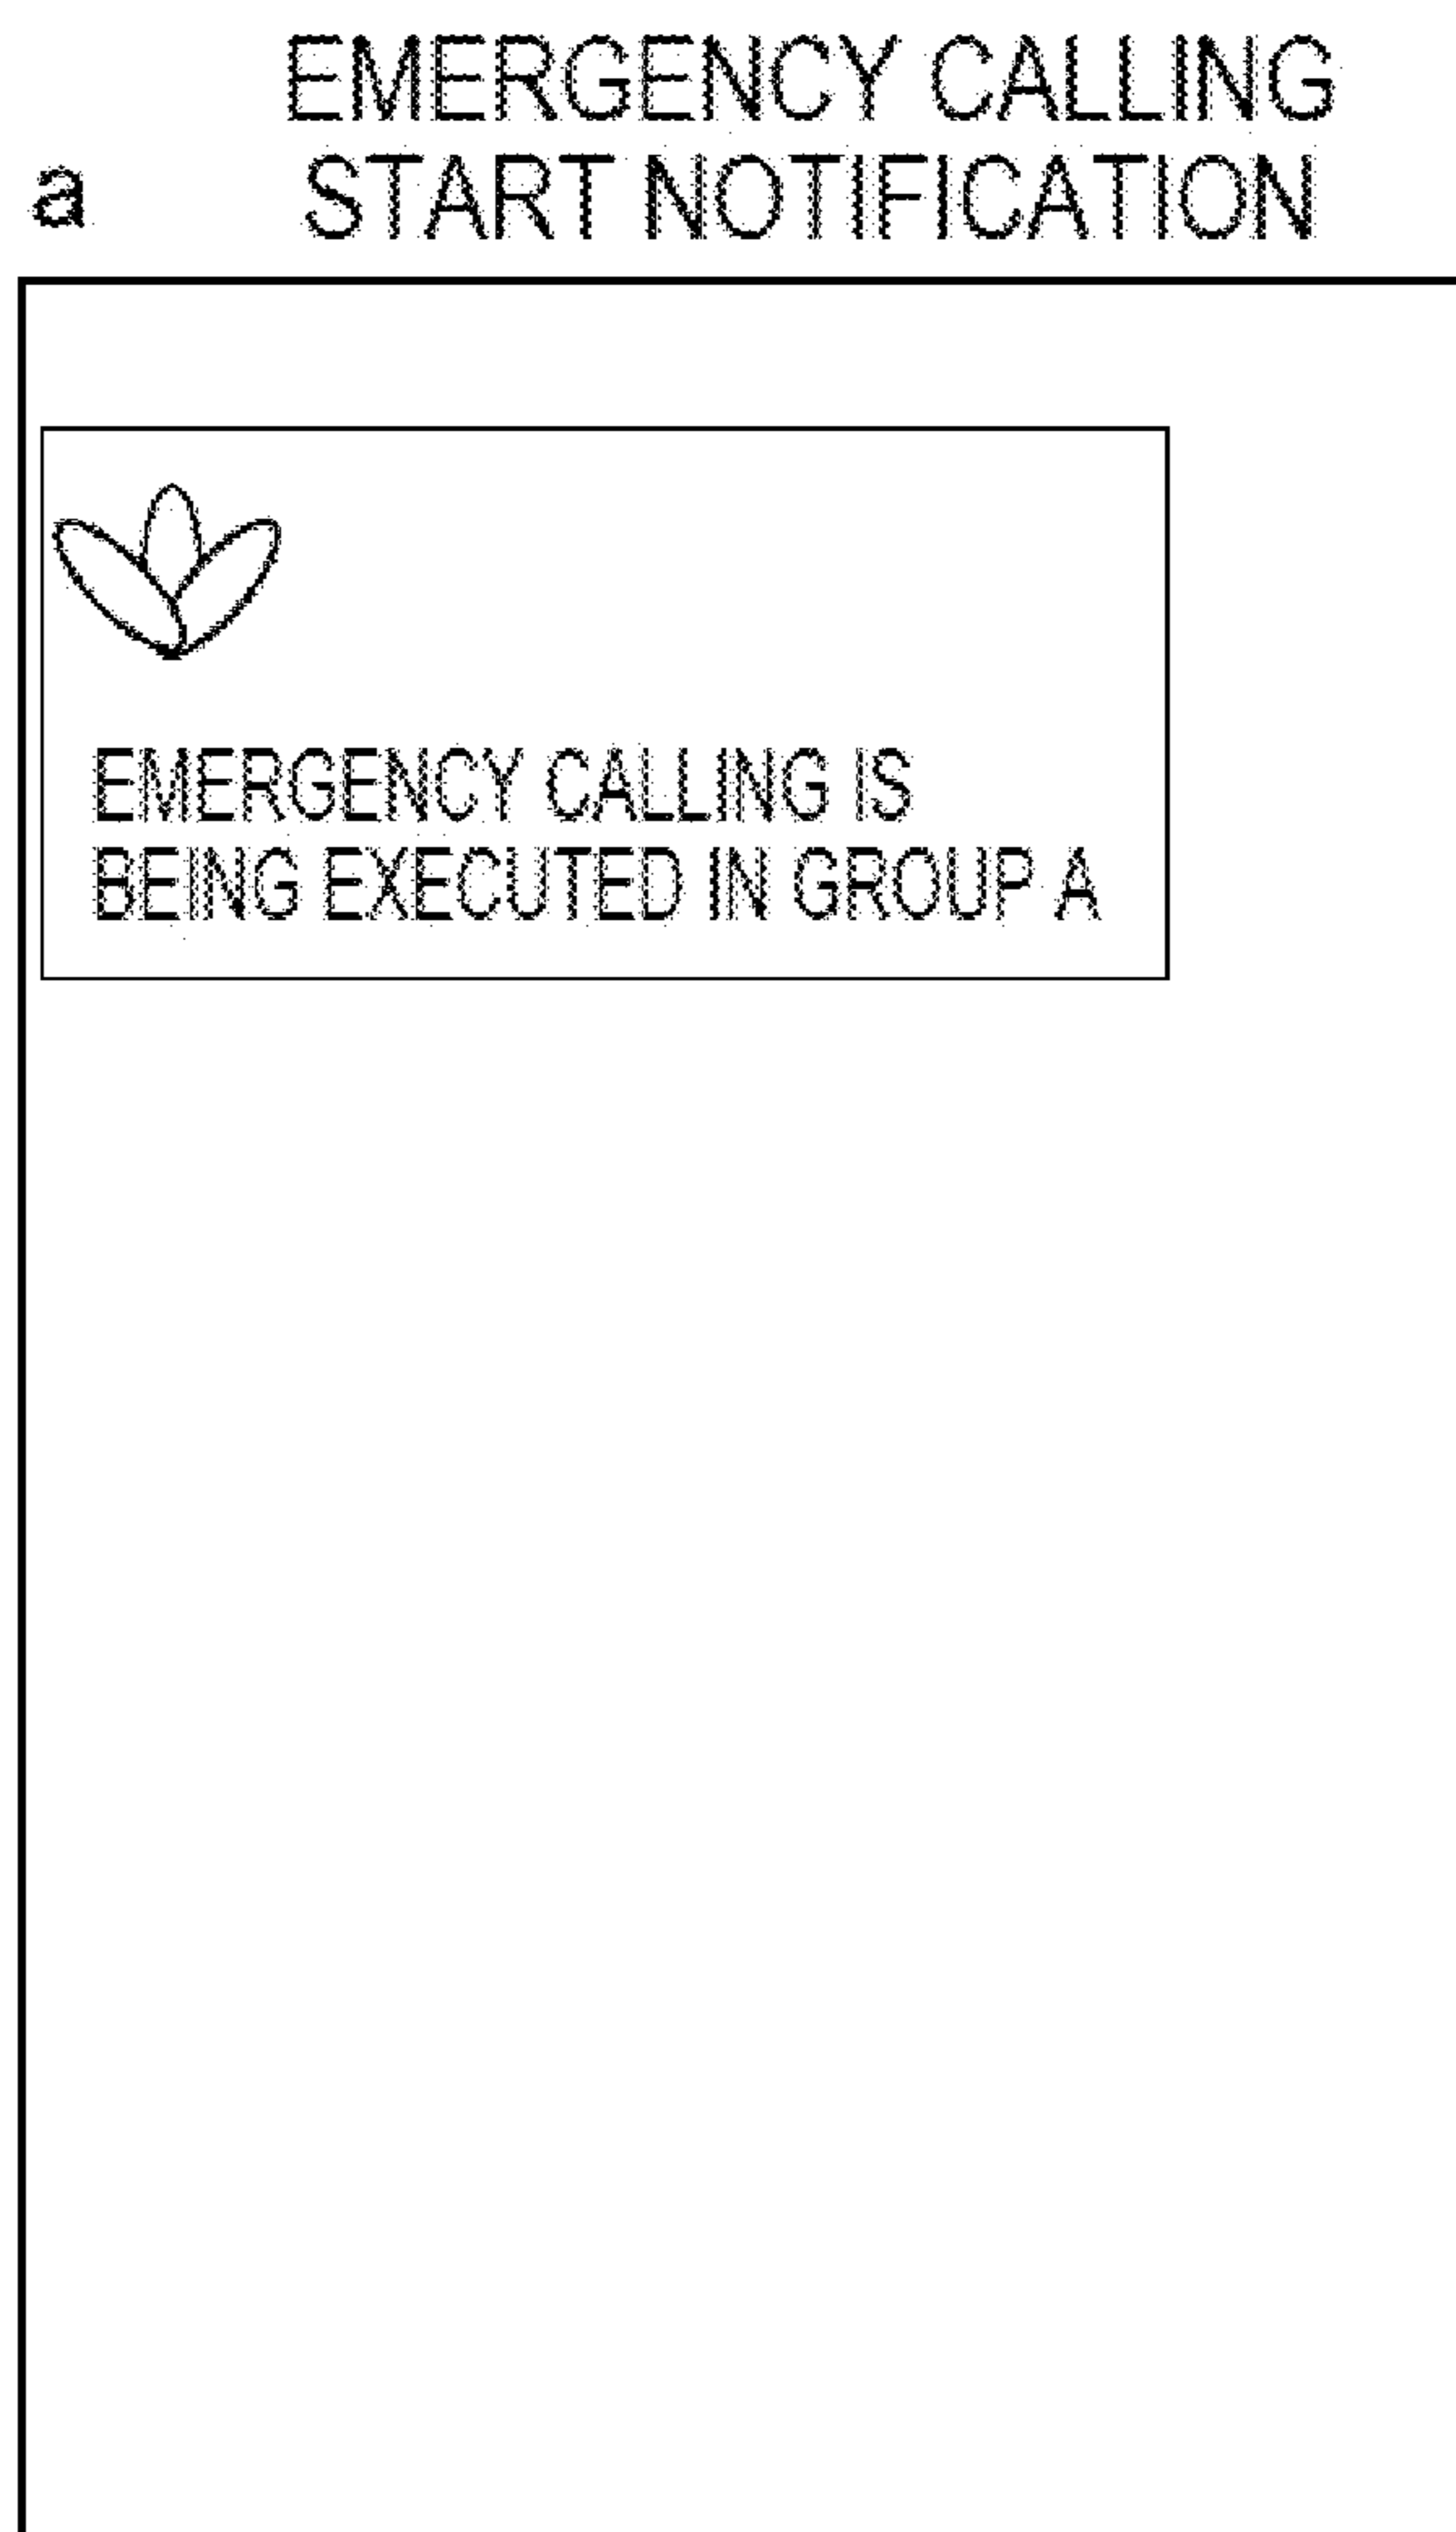 EMERGENCY CALLING
a START NOTIFICATION
EMERGENCY CALLING IS
BEING EXECUTED IN GROUP A